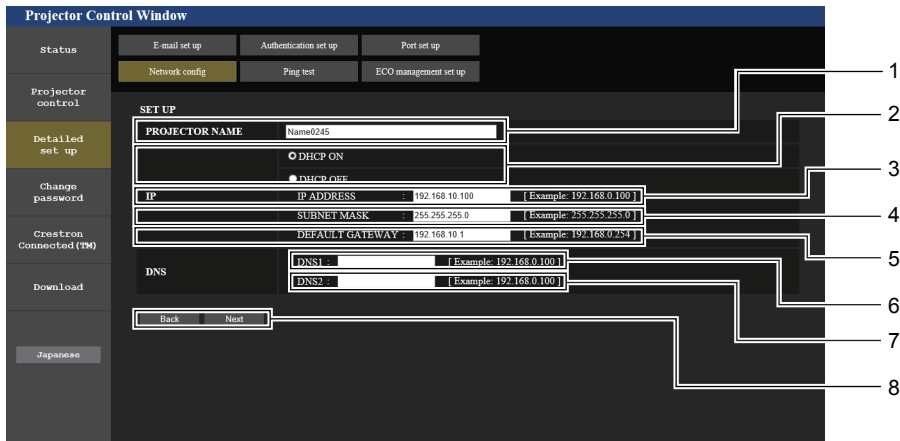 Projector Control Window
Status
E-mail set up
Authentication set up
Port set up
Network config
Ping test
ECO management set up
1
Projector
control
SET UP
2
PROJECTOR NAME
Name0245
Detailed
set up
DHCP ON
3
DHCP OFF
Change
password
IP
IP ADDRESS : 192.168.10.100 [ Example: 192.168.0.100 ]
SUBNET MASK : 255.255.255.0 [ Example: 255.255.255.0 ]
4
DEFAULT GATEWAY : 192.168.10.1 [ Example: 192.168.0.254 ]
Crestron
Connected(TM)
5
DNS
DNS1 : [ Example: 192.168.0.100 ]
DNS2 : [ Example: 192.168.0.100 ]
Download
6
Back
Next
7
Japanese
8